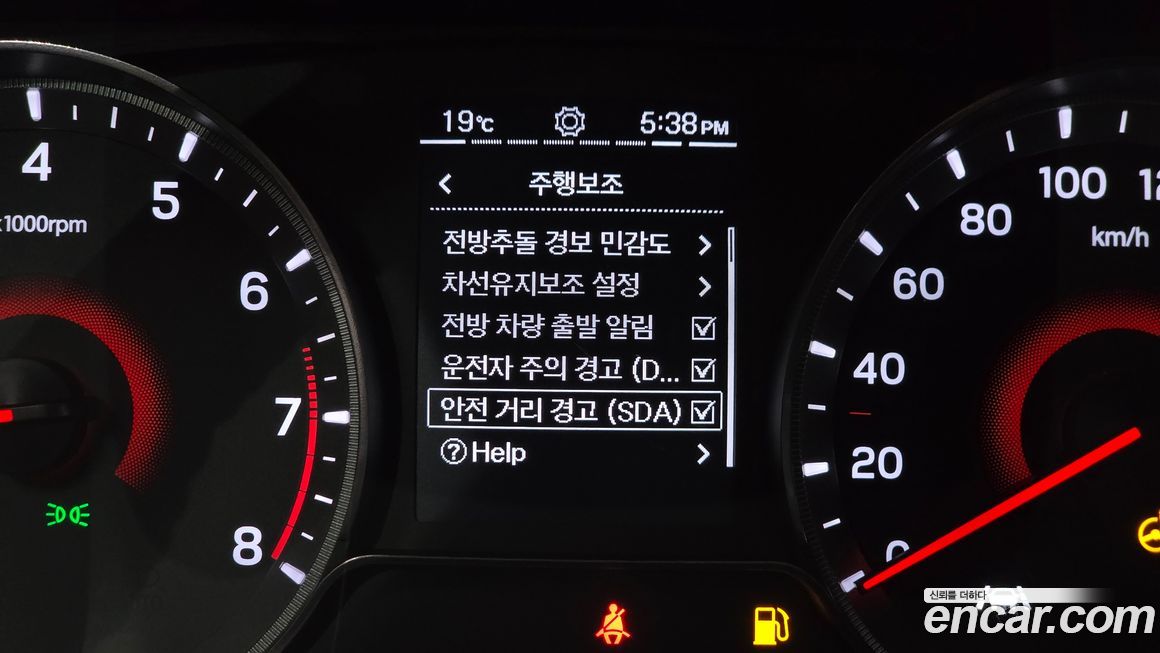 19℃
5:38PM
주행보조
전방추돌 경보 민감도
차선유지보조 설정
전방 차량 출발 알림
운전자 주의 경고 (D...
안전 거리 경고 (SDA)
?Help
4
5
6
7
8
x1000rpm
0
20
40
60
80
100
km/h
신뢰를 더하다
encar.com